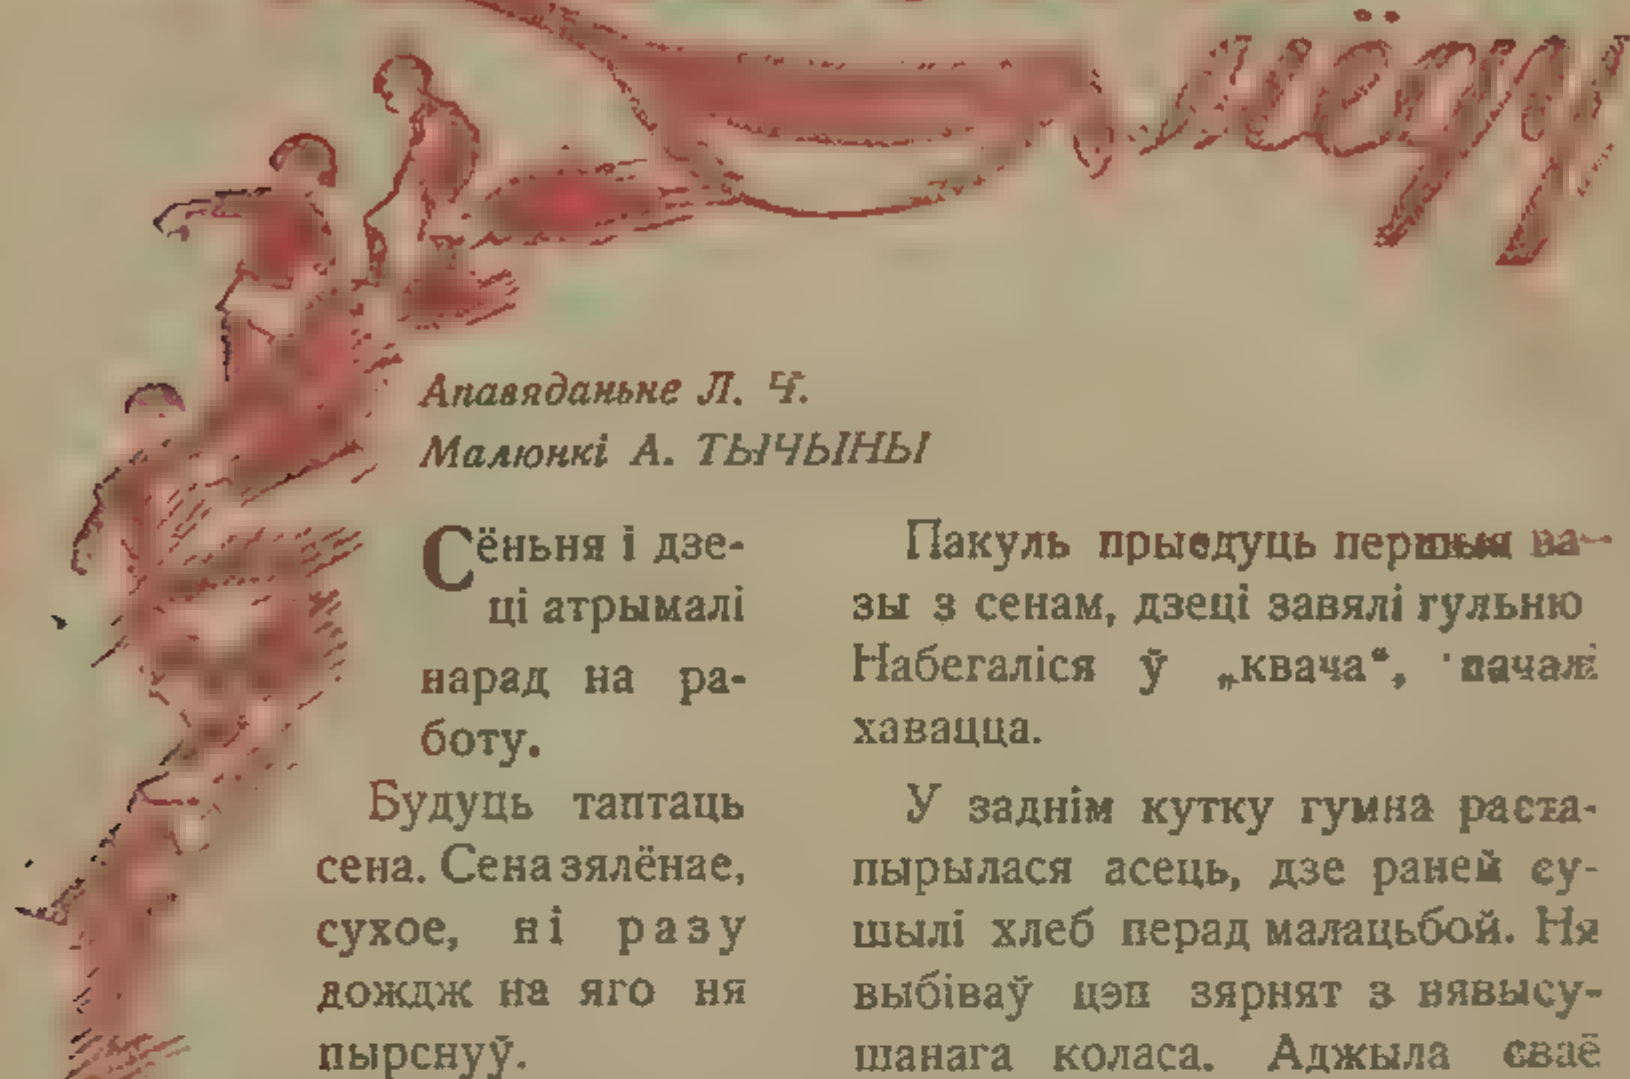 мёду
Апавяданьне Л. Ч.
Малюнкі А. ТЫЧЫНЫ
Сёньня і дзе-
ці атрымалі
нарад на ра-
боту.
Будуць таптаць
сена. Сена зялёнае,
сухое, ні разу
дождж на яго ня
пырснуў.
Пакуль прыедуць першыя ва-
зы з сенам, дзеці завялі гульню
Набегаліся ў „квача“, пачалі
хавацца.
У заднім кутку гумна раста-
пырылася асець, дзе раней су-
шылі хлеб перад малацьбой. Ня
выбіваў цэп зярнят з нявысу-
шанага коласа. Аджыла сваё